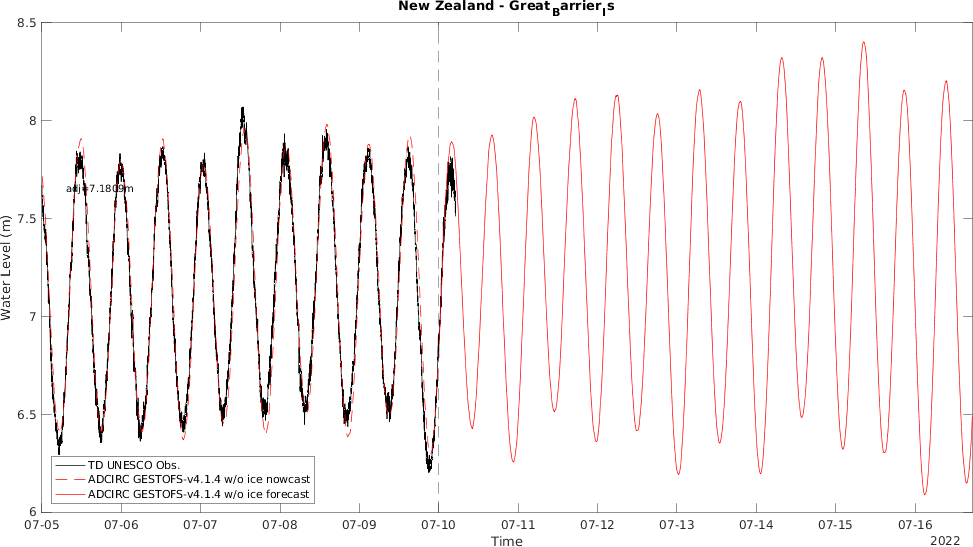 New Zealand - Great_Barrier_Is
8.5
8
7.5
7
6.5
6
Water Level (m)
adj=7.1809m
TD UNESCO Obs.
ADCIRC GESTOFS-v4.1.4 w/o ice nowcast
ADCIRC GESTOFS-v4.1.4 w/o ice forecast
07-05 07-06 07-07 07-08 07-09 07-10 07-11 07-12 07-13 07-14 07-15 07-16
Time
2022